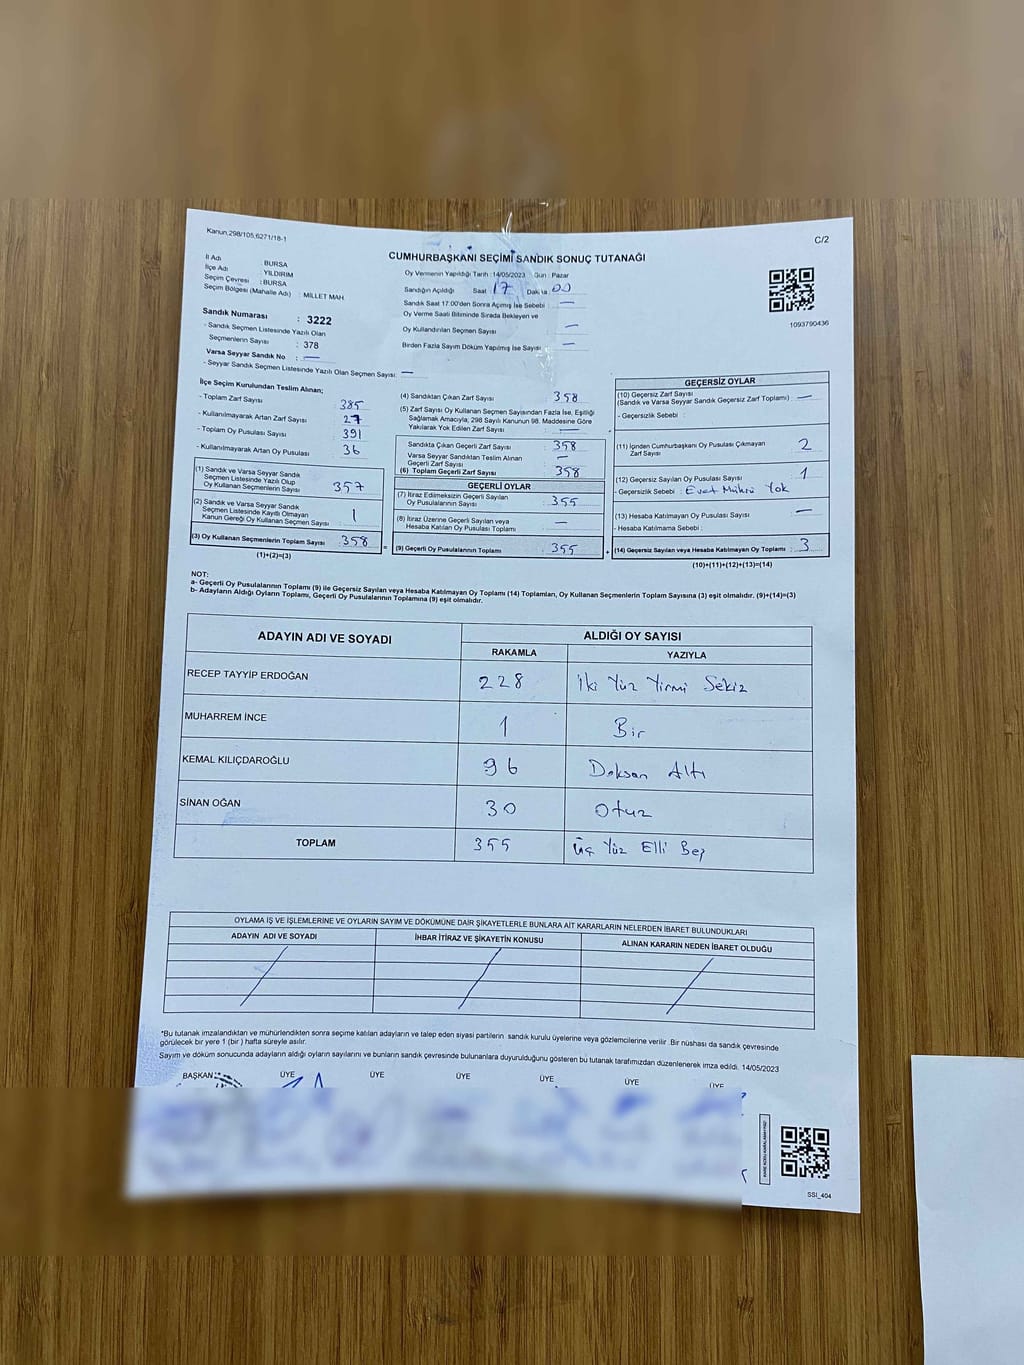 Kanun,298/105,6271/18-1
C/2
CUMHURBAŞKANI SEÇİMİ SANDIK SONUÇ TUTANAĞI
İl Adı : BURSA
İlçe Adı : YILDIRIM
Seçim Çevresi : BURSA
Seçim Bölgesi (Mahalle Adı) : MİLLET MAH
Oy Vermenin Yapıldığı Tarih : 14/05/2023 Gün : Pazar
Sandığın Açıldığı Saat 17 Dakika 00
Sandık Saat 17:00'den Sonra Açımış İse Sebebi : —
Oy Verme Saati Bitiminde Sırada Bekleyen ve
Oy Kullandırılan Seçmen Sayısı —
Birden Fazla Sayım Döküm Yapılmış İse Sayısı : —
1093790436
Sandık Numarası : 3222
- Sandık Seçmen Listesinde Yazılı Olan
Seçmenlerin Sayısı : 378
Varsa Seyyar Sandık No : —
- Seyyar Sandık Seçmen Listesinde Yazılı Olan Seçmen Sayısı: —
İlçe Seçim Kurulundan Teslim Alınan;
- Toplam Zarf Sayısı 385
- Kullanılmayarak Artan Zarf Sayısı 27
- Toplam Oy Pusulası Sayısı 391
- Kullanılmayarak Artan Oy Pusulası 36
(1) Sandık ve Varsa Seyyar Sandık
Seçmen Listesinde Yazılı Olup
Oy Kullanan Seçmenlerin Sayısı 357
(2) Sandık ve Varsa Seyyar Sandık
Seçmen Listesinde Kayıtlı Olmayan
Kanun Gereği Oy Kullanan Seçmen Sayısı 1
(3) Oy Kullanan Seçmenlerin Toplam Sayısı : 358
(1)+(2)=(3)
(4) Sandıktan Çıkan Zarf Sayısı 358
(5) Zarf Sayısı Oy Kullanan Seçmen Sayısından Fazla İse, Eşitliği
Sağlamak Amacıyla, 298 Sayılı Kanunun 98. Maddesine Göre
Yakılarak Yok Edilen Zarf Sayısı —
Sandıkta Çıkan Geçerli Zarf Sayısı 358
Varsa Seyyar Sandıktan Teslim Alınan
Geçerli Zarf Sayısı —
(6) Toplam Geçerli Zarf Sayısı 358
GEÇERLİ OYLAR
(7) İtiraz Edilmeksizin Geçerli Sayılan
Oy Pusulalarının Sayısı 355
(8) İtiraz Üzerine Geçerli Sayılan veya
Hesaba Katılan Oy Pusulası Toplamı —
= (9) Geçerli Oy Pusulalarının Toplamı 355
GEÇERSİZ OYLAR
(10) Geçersiz Zarf Sayısı
(Sandık ve Varsa Seyyar Sandık Geçersiz Zarf Toplamı) —
- Geçersizlik Sebebi :
(11) İçinden Cumhurbaşkanı Oy Pusulası Çıkmayan
Zarf Sayısı 2
(12) Geçersiz Sayılan Oy Pusulası Sayısı 1
- Geçersizlik Sebebi : Evet Mührü Yok
(13) Hesaba Katılmayan Oy Pusulası Sayısı —
- Hesaba Katılmama Sebebi :
+ (14) Geçersiz Sayılan veya Hesaba Katılmayan Oy Toplamı : 3
(10)+(11)+(12)+(13)=(14)
NOT:
a- Geçerli Oy Pusulalarının Toplamı (9) ile Geçersiz Sayılan veya Hesaba Katılmayan Oy Toplamı (14) Toplamları, Oy Kullanan Seçmenlerin Toplam Sayısına (3) eşit olmalıdır. (9)+(14)=(3)
b- Adayların Aldığı Oyların Toplamı, Geçerli Oy Pusulalarının Toplamına (9) eşit olmalıdır.
ADAYIN ADI VE SOYADI ALDIĞI OY SAYISI
RAKAMLA YAZIYLA
RECEP TAYYİP ERDOĞAN 228 İki Yüz Yirmi Sekiz
MUHARREM İNCE 1 Bir
KEMAL KILIÇDAROĞLU 96 Doksan Altı
SİNAN OĞAN 30 Otuz
TOPLAM 355 Üç Yüz Elli Beş
OYLAMA İŞ VE İŞLEMLERİNE VE OYLARIN SAYIM VE DÖKÜMÜNE DAİR ŞİKAYETLERLE BUNLARA AİT KARARLARIN NELERDEN İBARET BULUNDUKLARI
ADAYIN ADI VE SOYADI İHBAR İTİRAZ VE ŞİKAYETİN KONUSU ALINAN KARARIN NEDEN İBARET OLDUĞU
*Bu tutanak imzalandıktan ve mühürlendikten sonra seçime katılan adayların ve talep eden siyasi partilerin sandık kurulu üyelerine veya gözlemcilerine verilir .Bir nüshası da sandık çevresinde
görülecek bir yere 1 (bir ) hafta süreyle asılır.
Sayım ve döküm sonucunda adayların aldığı oyların sayılarını ve bunların sandık çevresinde bulunanlara duyurulduğunu gösteren bu tutanak tarafımızdan düzenlenerek imza edildi. 14/05/2023
BAŞKAN ÜYE ÜYE ÜYE ÜYE ÜYE ÜYE
SSI_404